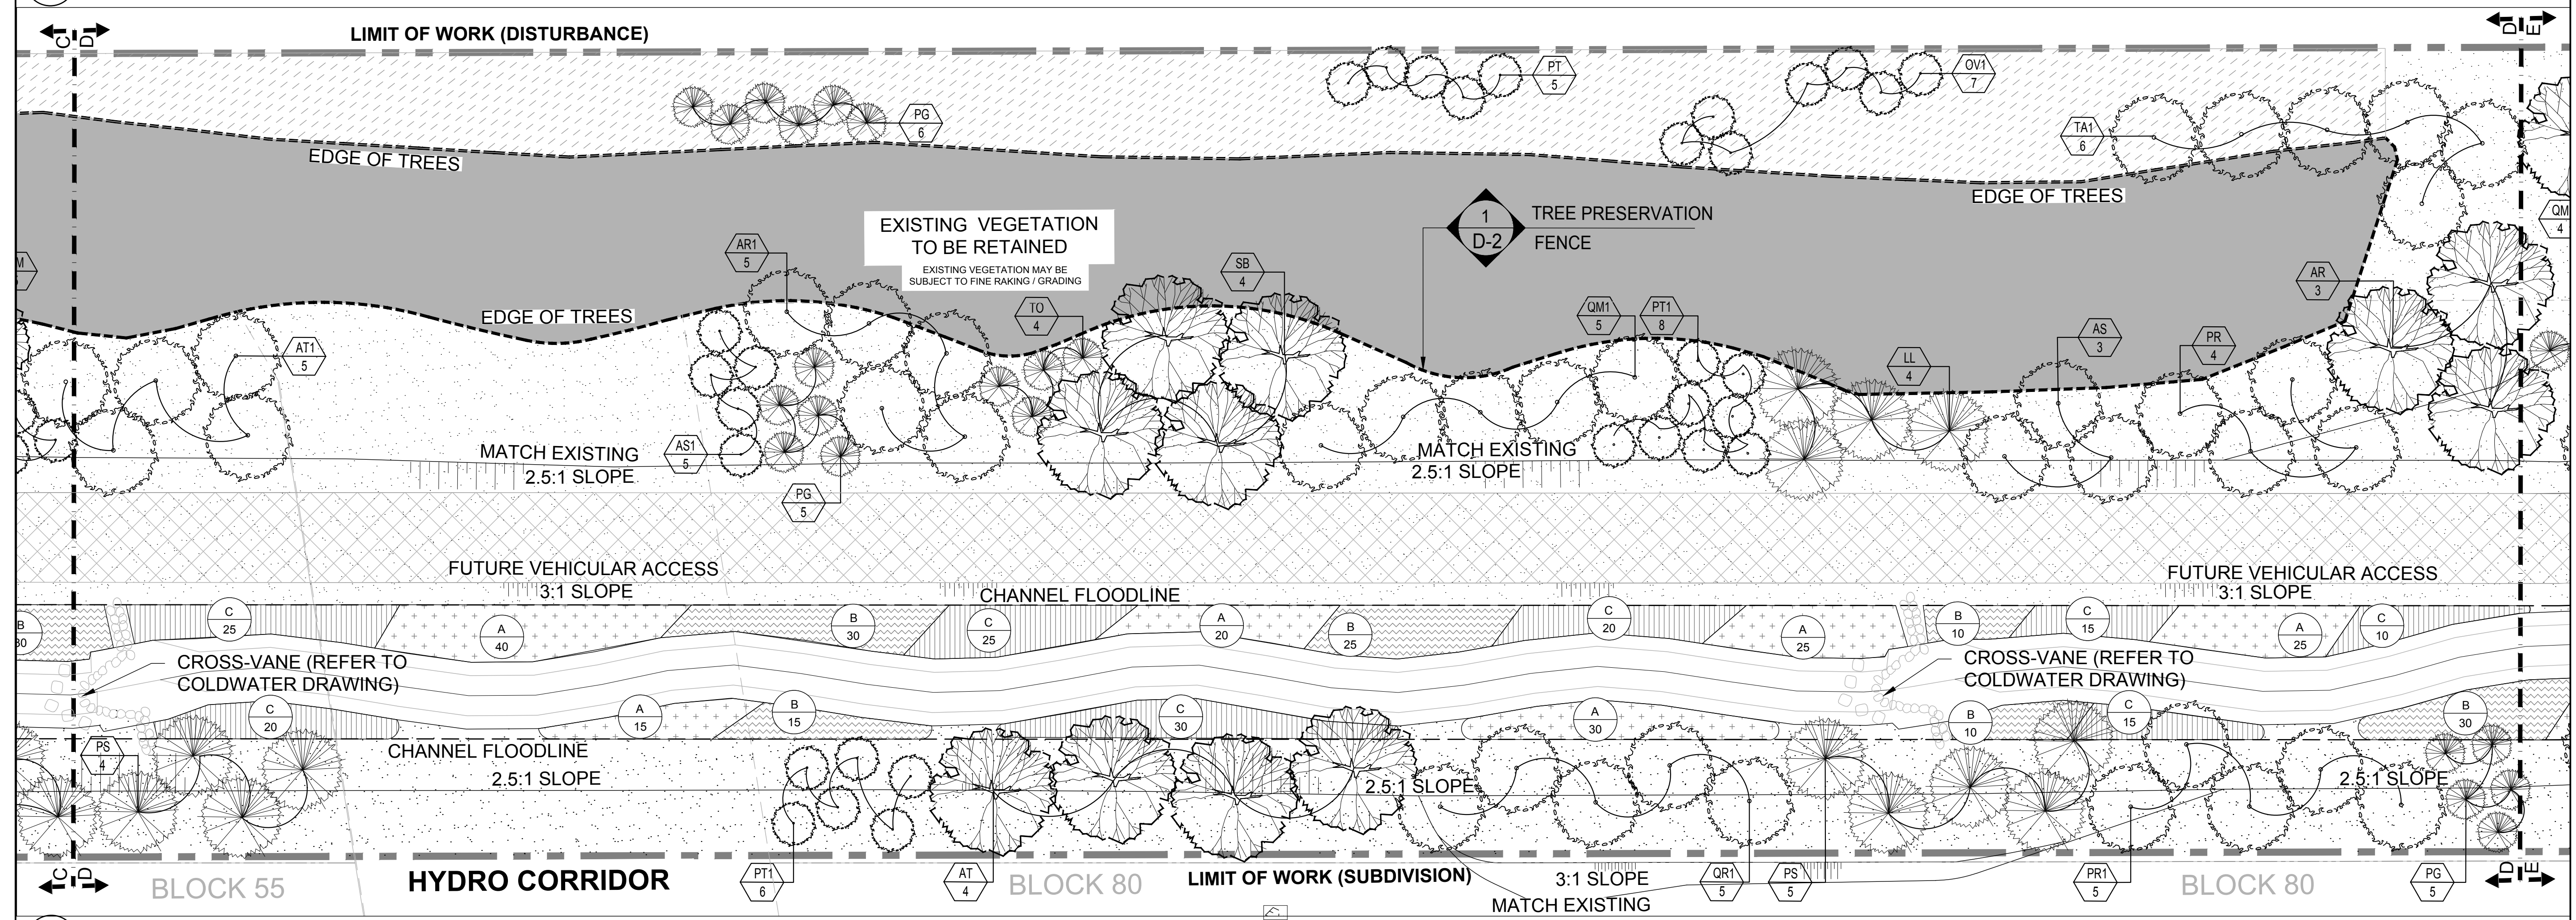 C D
LIMIT OF WORK (DISTURBANCE)
D E
PT
5
OV1
7
PG
6
TA1
6
EDGE OF TREES
EDGE OF TREES
EXISTING VEGETATION
TO BE RETAINED
EXISTING VEGETATION MAY BE
SUBJECT TO FINE RAKING / GRADING
1
D-2
TREE PRESERVATION
FENCE
QM
4
AR1
5
SB
4
AR
3
M
EDGE OF TREES
TO
4
QM1
5
PT1
8
AT1
5
LL
4
AS
3
PR
4
AS1
5
MATCH EXISTING
2.5:1 SLOPE
MATCH EXISTING
2.5:1 SLOPE
PG
5
FUTURE VEHICULAR ACCESS
3:1 SLOPE
CHANNEL FLOODLINE
FUTURE VEHICULAR ACCESS
3:1 SLOPE
B
30
C
25
A
40
B
30
C
25
A
20
B
25
C
20
A
25
B
10
C
15
A
25
C
10
CROSS-VANE (REFER TO
COLDWATER DRAWING)
CROSS-VANE (REFER TO
COLDWATER DRAWING)
C
20
A
15
B
15
C
30
A
30
B
10
C
15
B
30
PS
4
CHANNEL FLOODLINE
2.5:1 SLOPE
2.5:1 SLOPE
2.5:1 SLOPE
C D
BLOCK 55
HYDRO CORRIDOR
PT1
6
AT
4
BLOCK 80
LIMIT OF WORK (SUBDIVISION)
3:1 SLOPE
MATCH EXISTING
QR1
5
PS
5
PR1
5
BLOCK 80
PG
5
D E